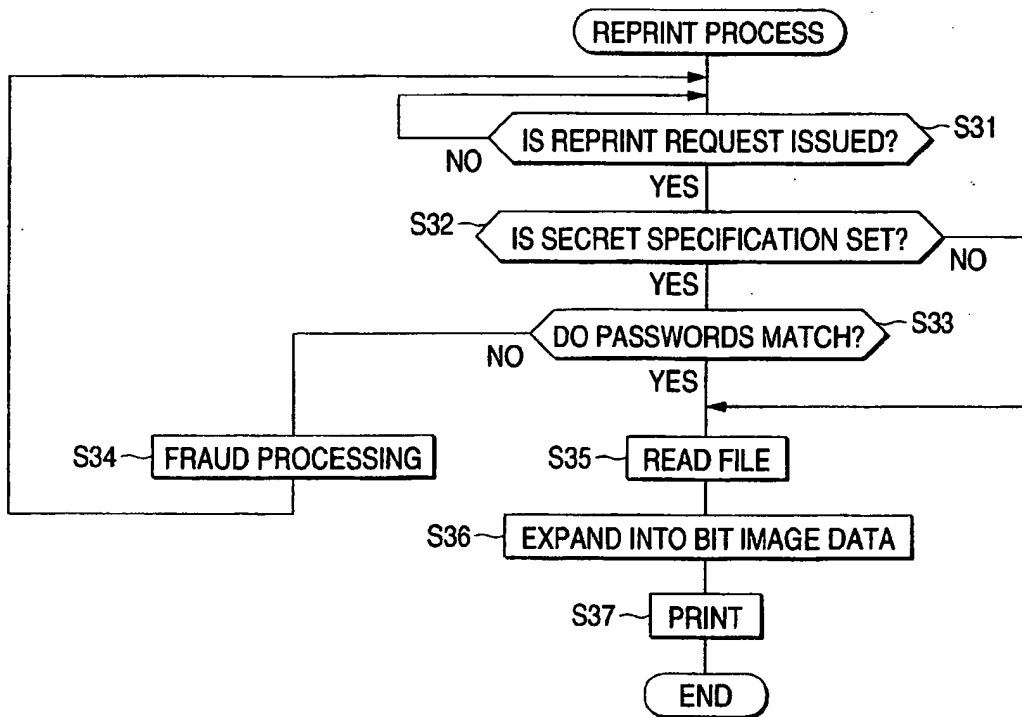 REPRINT PROCESS
IS REPRINT REQUEST ISSUED?
S31
NO
YES
S32
IS SECRET SPECIFICATION SET?
NO
YES
DO PASSWORDS MATCH?
S33
NO
YES
S34
FRAUD PROCESSING
S35
READ FILE
S36
EXPAND INTO BIT IMAGE DATA
S37
PRINT
END